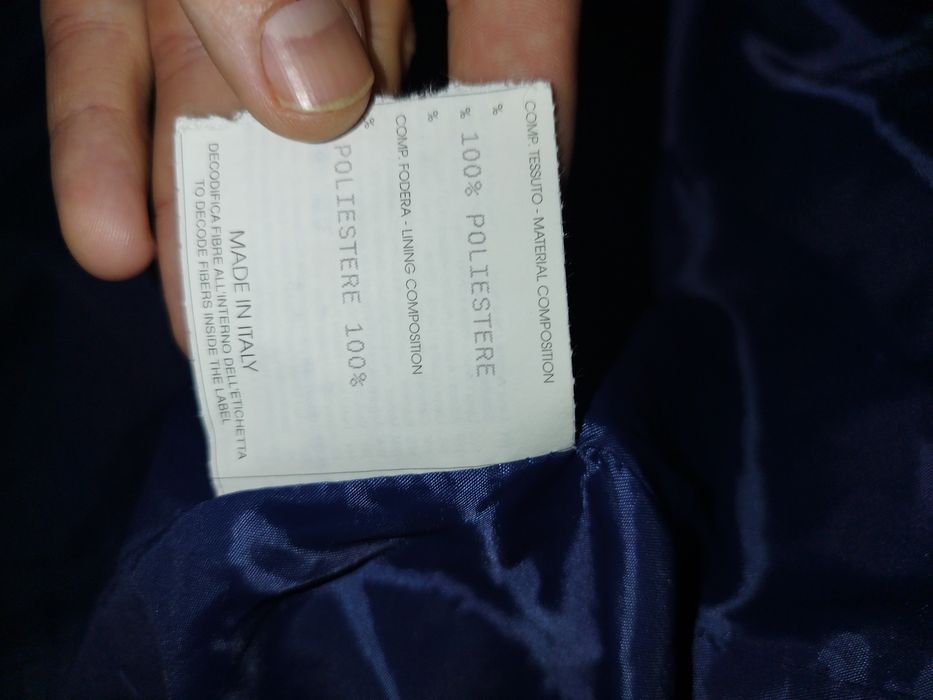 COMP. TESSUTO - MATERIAL COMPOSITION
%
% 100% POLIESTERE
%
COMP. FODERA - LINING COMPOSITION
%
POLIESTERE 100%
MADE IN ITALY
DECODIFICA FIBRE ALL'INTERNO DELL'ETICHETTA
TO DECODE FIBERS INSIDE THE LABEL